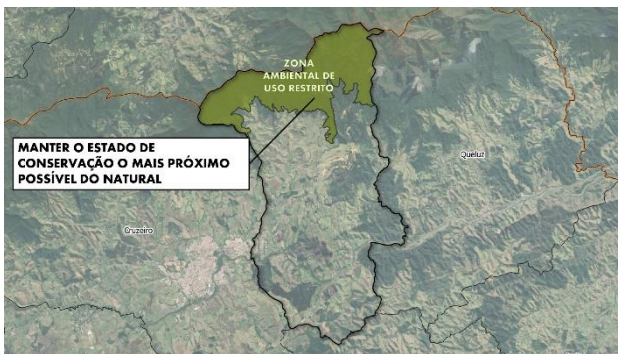 ZONA
AMBIENTAL DE
USO RESTRITO
MANTER O ESTADO DE
CONSERVAÇÃO O MAIS PRÓXIMO
POSSÍVEL DO NATURAL
Queluz
Cruzeiro